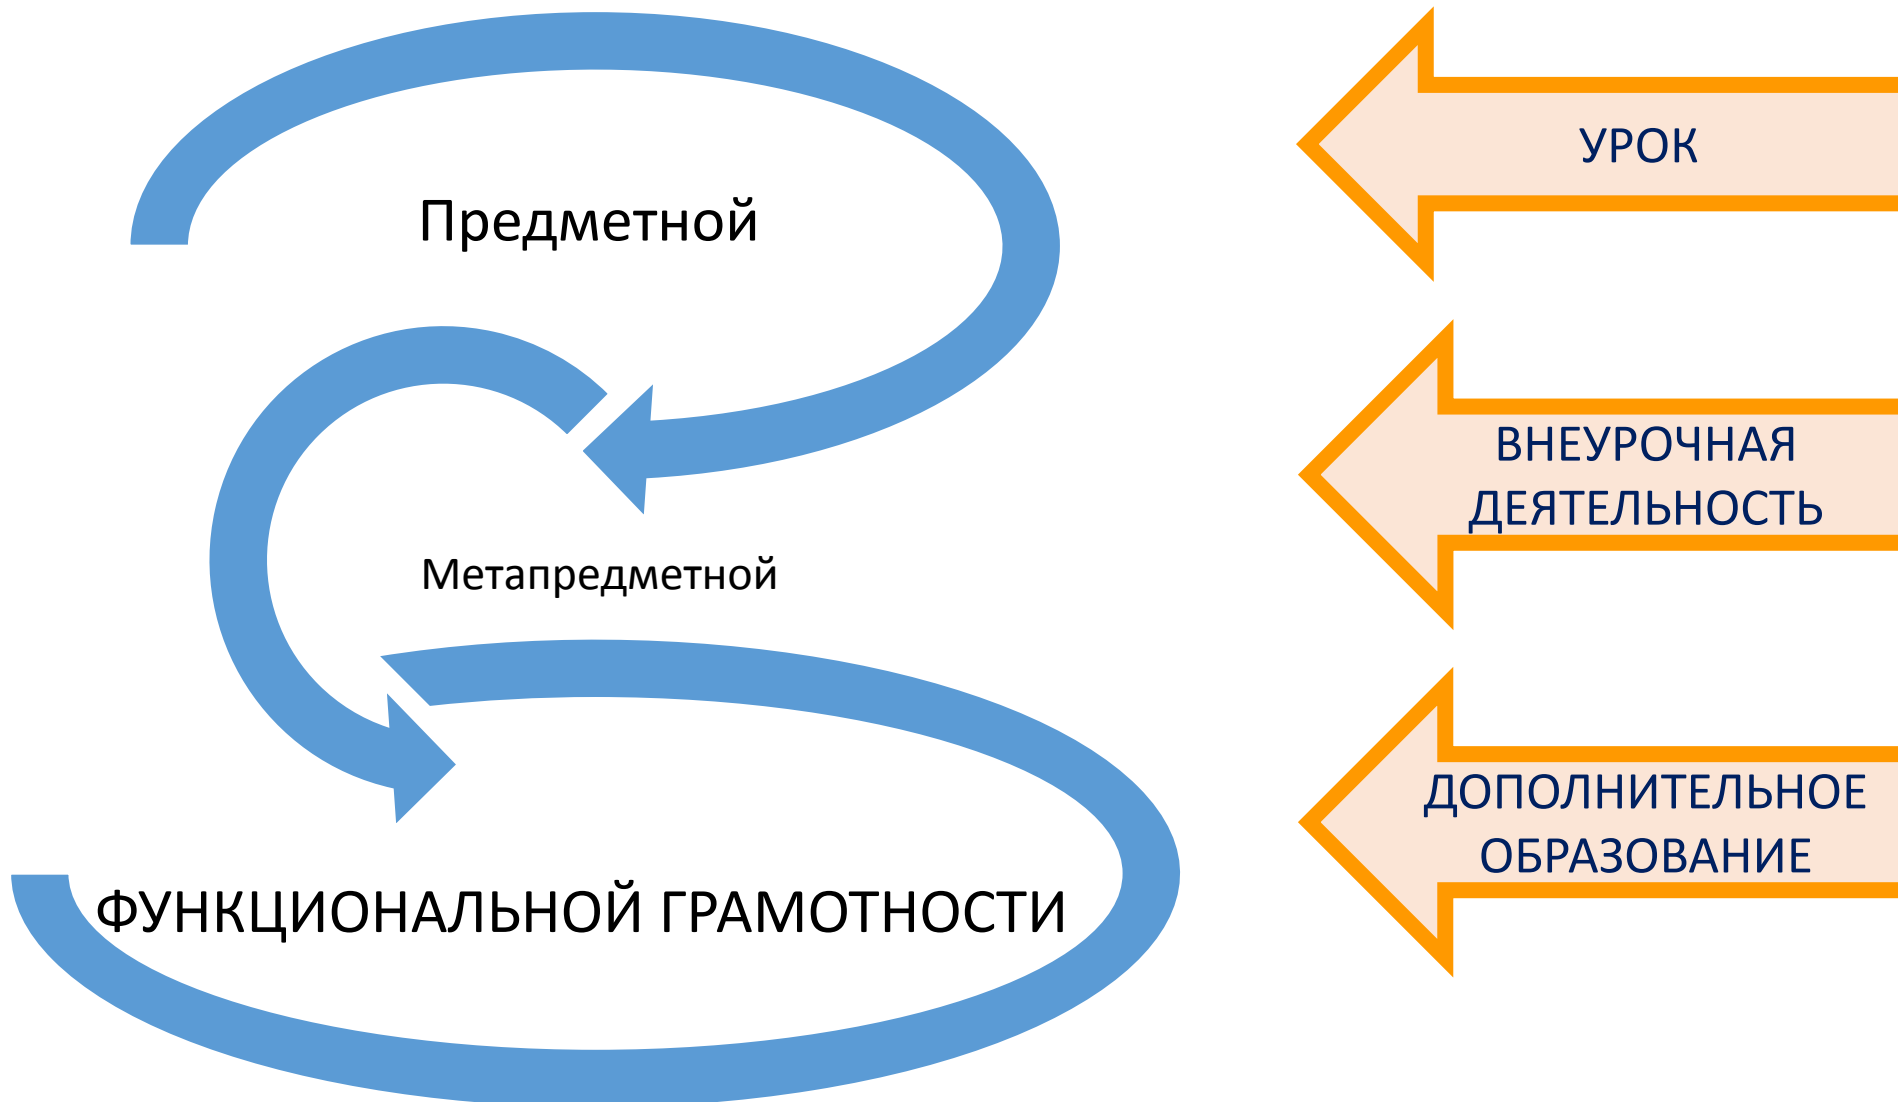 Предметной
Метапредметной
ФУНКЦИОНАЛЬНОЙ ГРАМОТНОСТИ
УРОК
ВНЕУРОЧНАЯ
ДЕЯТЕЛЬНОСТЬ
ДОПОЛНИТЕЛЬНОЕ
ОБРАЗОВАНИЕ